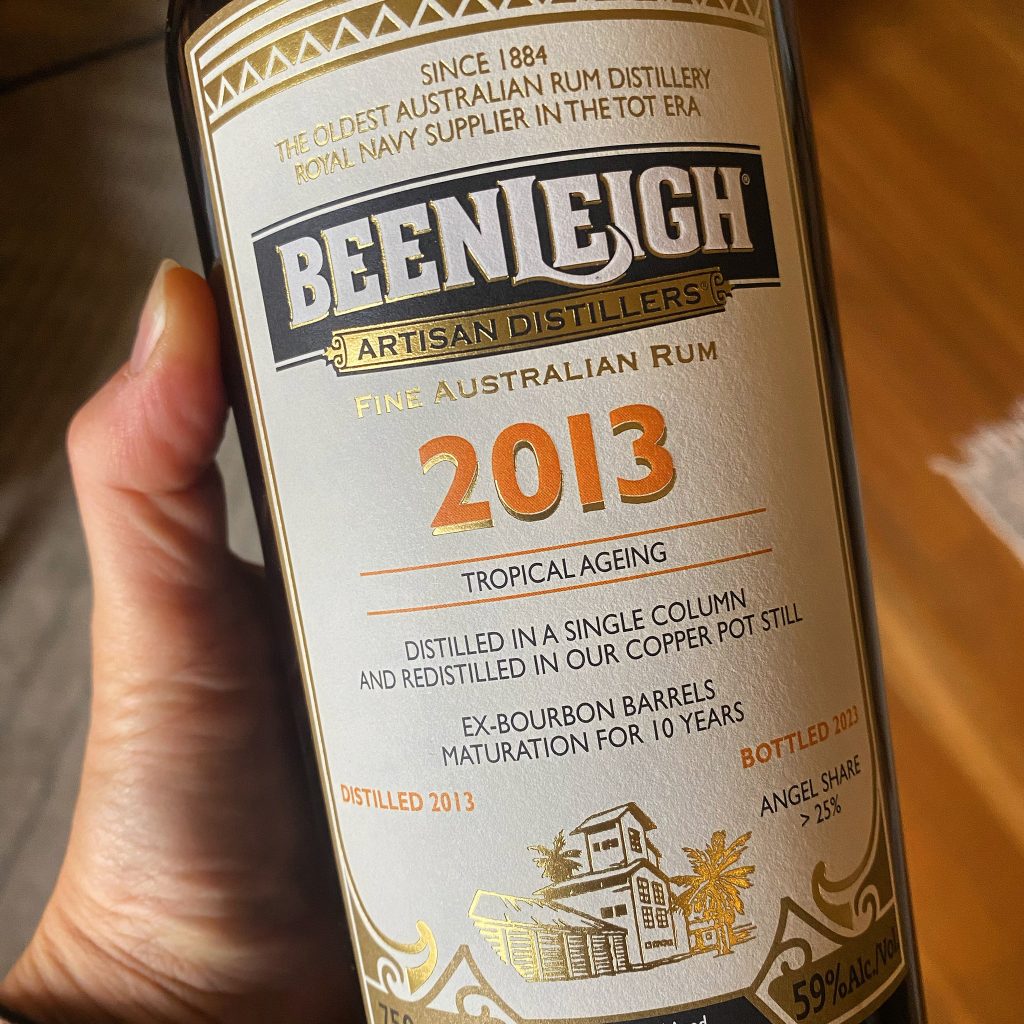 SINCE 1884
THE OLDEST AUSTRALIAN RUM DISTILLERY
ROYAL NAVY SUPPLIER IN THE TOT ERA
BEENLEIGH®
ARTISAN DISTILLERS®
FINE AUSTRALIAN RUM
2013
TROPICAL AGEING
DISTILLED IN A SINGLE COLUMN
AND REDISTILLED IN OUR COPPER POT STILL
EX-BOURBON BARRELS
MATURATION FOR 10 YEARS
DISTILLED 2013
BOTTLED 2023
ANGEL SHARE
> 25%
59%Alc./Vol.